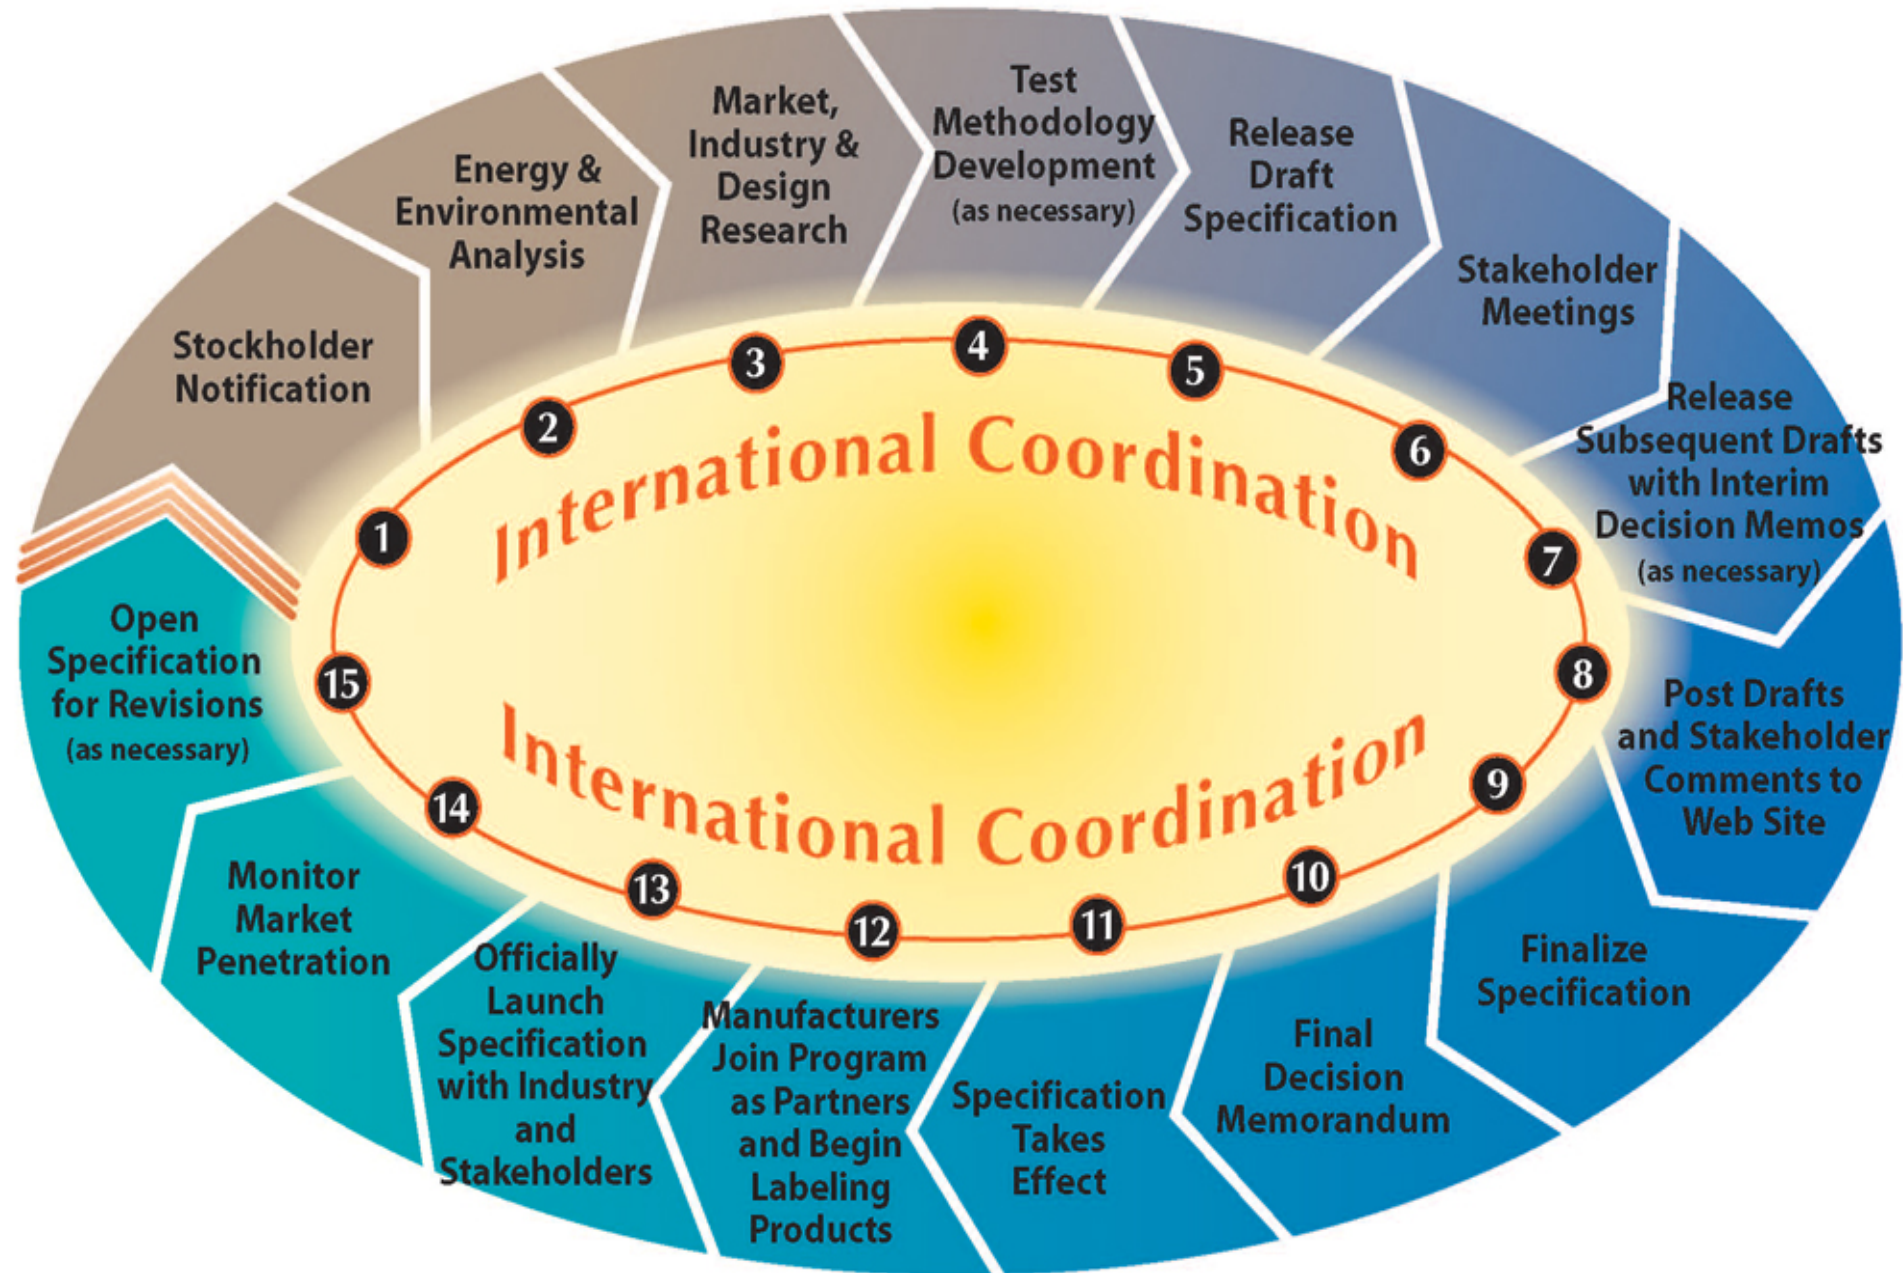 Stockholder
Notification
1
Energy &
Environmental
Analysis
2
Market,
Industry &
Design
Research
3
Test
Methodology
Development
(as necessary)
4
Release
Draft
Specification
5
Stakeholder
Meetings
6
Release
Subsequent Drafts
with Interim
Decision Memos
(as necessary)
7
Post Drafts
and Stakeholder
Comments to
Web Site
8
Finalize
Specification
9
Final
Decision
Memorandum
10
Specification
Takes
Effect
11
Manufacturers
Join Program
as Partners
and Begin
Labeling
Products
12
Officially
Launch
Specification
with Industry
and
Stakeholders
13
Monitor
Market
Penetration
14
Open
Specification
for Revisions
(as necessary)
15
International Coordination
International Coordination